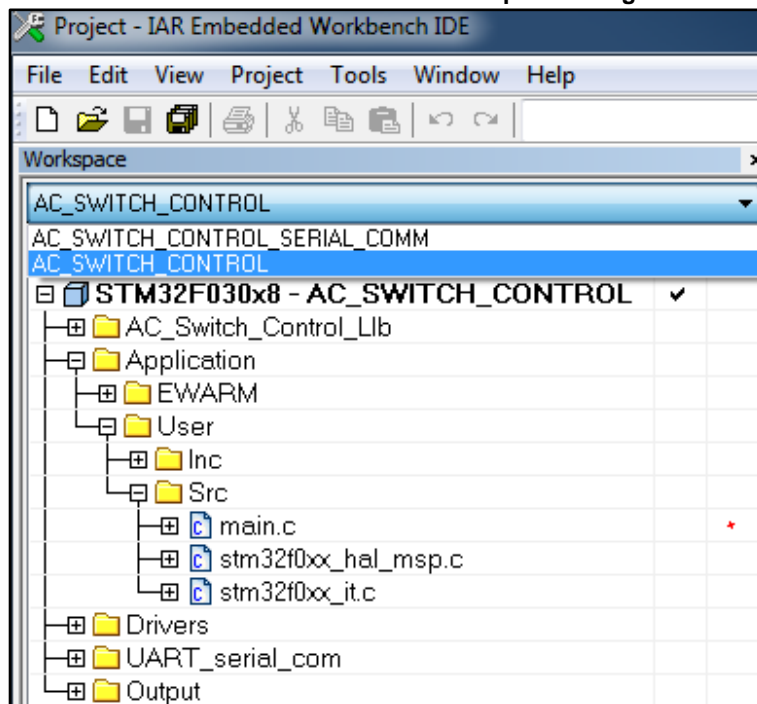 Project - IAR Embedded Workbench IDE
File Edit View Project Tools Window Help
Workspace
AC_SWITCH_CONTROL
AC_SWITCH_CONTROL_SERIAL_COMM
AC_SWITCH_CONTROL
STM32F030x8 - AC_SWITCH_CONTROL
AC_Switch_Control_LIb
Application
EWARM
User
Inc
Src
main.c
stm32f0xx_hal_msp.c
stm32f0xx_it.c
Drivers
UART_serial_com
Output